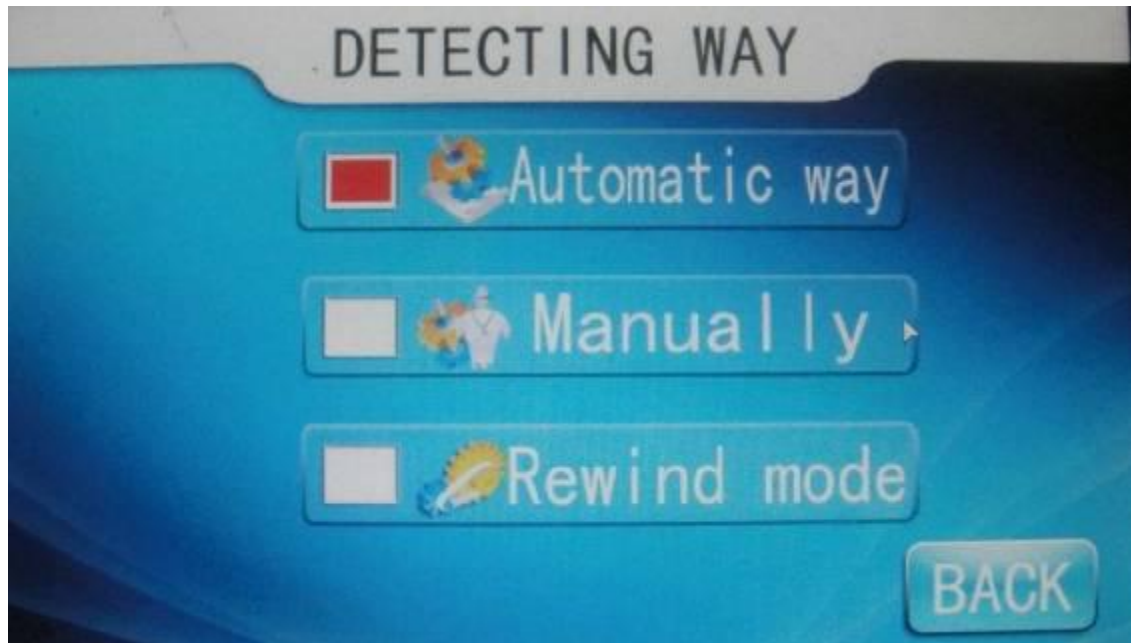 DETECTING WAY
Automatic way
Manually
Rewind mode
BACK